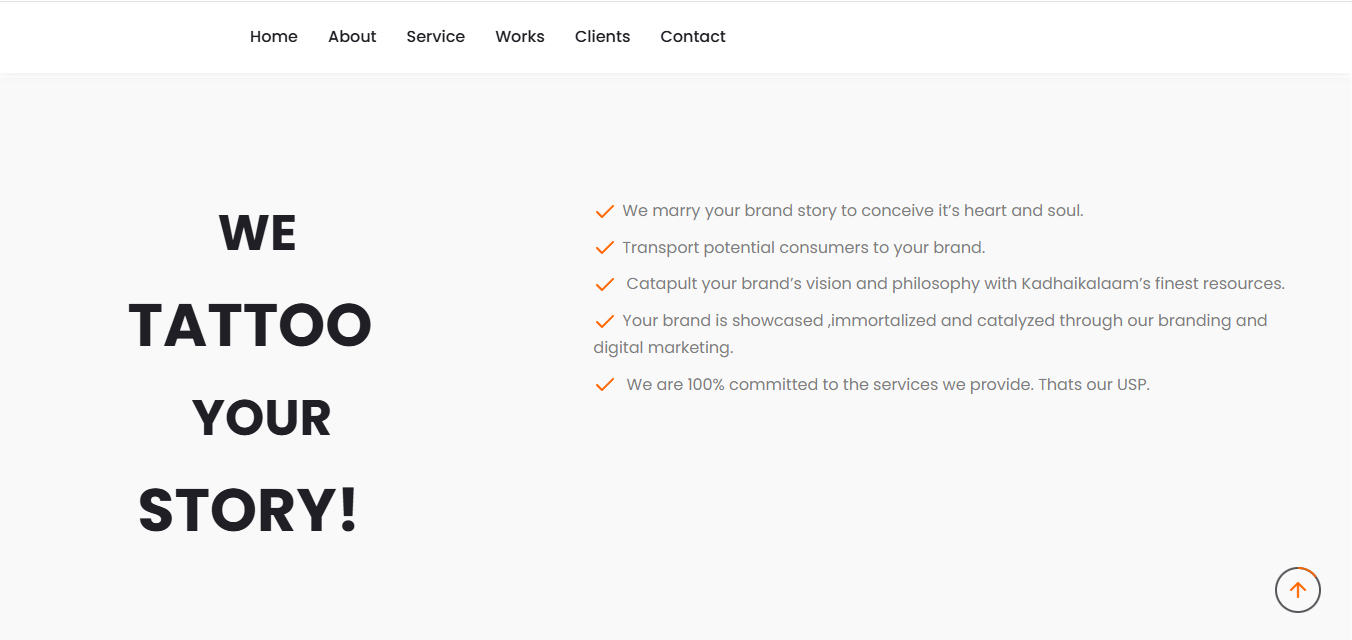 Home About Service Works Clients Contact
WE
TATTOO
YOUR
STORY!
We marry your brand story to conceive it’s heart and soul.
Transport potential consumers to your brand.
Catapult your brand’s vision and philosophy with Kadhaikalaam’s finest resources.
Your brand is showcased ,immortalized and catalyzed through our branding and
digital marketing.
We are 100% committed to the services we provide. Thats our USP.